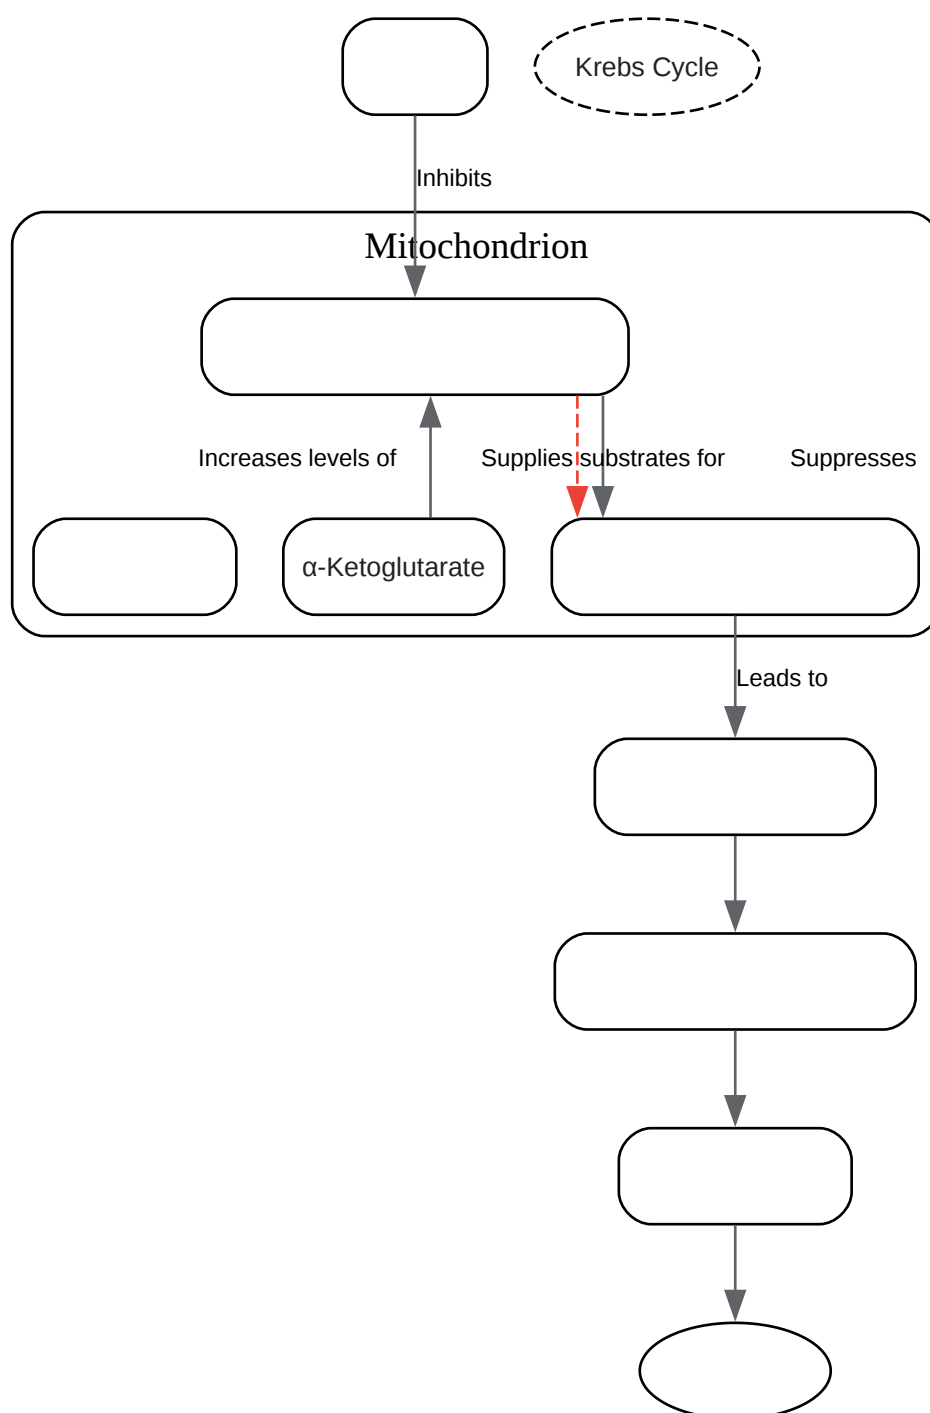 Krebs Cycle
Inhibits
Mitochondrion
Increases levels of
Supplies substrates for
Suppresses
α-Ketoglutarate
Leads to